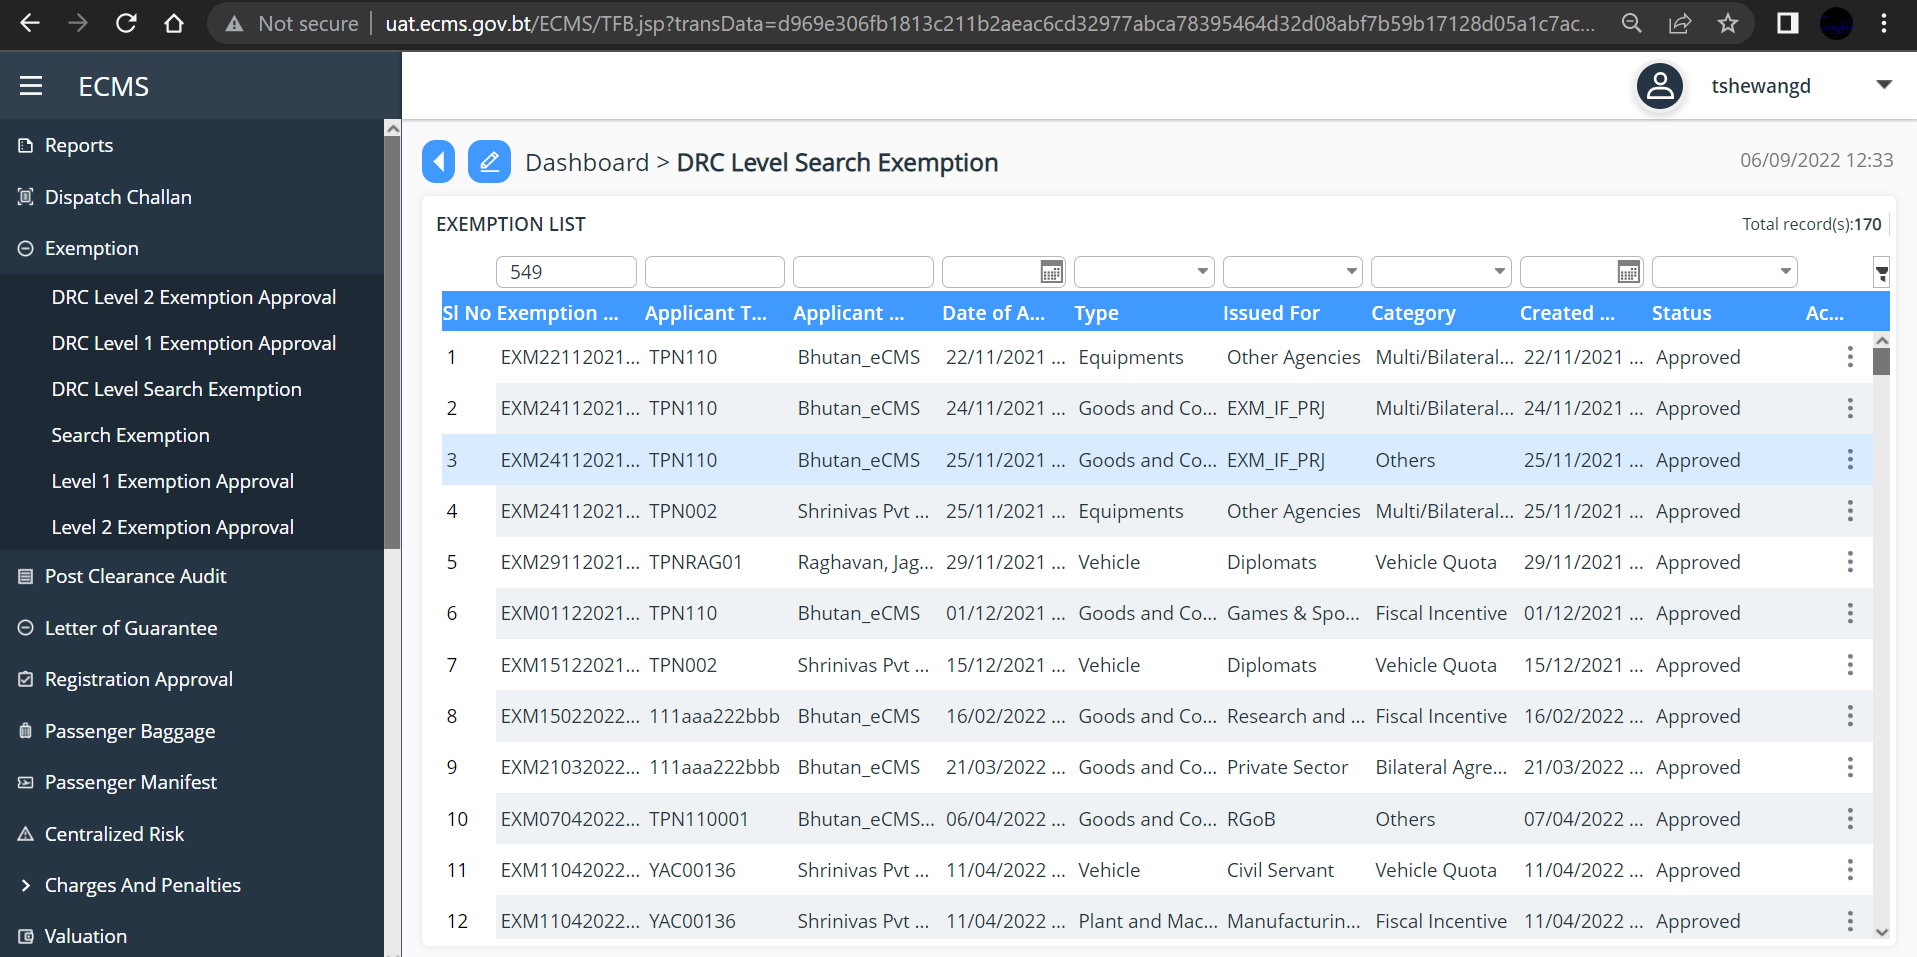 Not secure | uat.ecms.gov.bt/ECMS/TFB.jsp?transData=d969e306fb1813c211b2aeac6cd32977abca78395464d32d08abf7b59b17128d05a1c7ac...
ECMS
tshewangd
Reports
Dispatch Challan
Exemption
DRC Level 2 Exemption Approval
DRC Level 1 Exemption Approval
DRC Level Search Exemption
Search Exemption
Level 1 Exemption Approval
Level 2 Exemption Approval
Post Clearance Audit
Letter of Guarantee
Registration Approval
Passenger Baggage
Passenger Manifest
Centralized Risk
Charges And Penalties
Valuation
Dashboard > DRC Level Search Exemption
06/09/2022 12:33
EXEMPTION LIST
Total record(s):170
549
Sl No Exemption ... Applicant T... Applicant ... Date of A... Type Issued For Category Created ... Status Ac...
1 EXM22112021... TPN110 Bhutan_eCMS 22/11/2021 ... Equipments Other Agencies Multi/Bilateral... 22/11/2021 ... Approved
2 EXM24112021... TPN110 Bhutan_eCMS 24/11/2021 ... Goods and Co... EXM_IF_PRJ Multi/Bilateral... 24/11/2021 ... Approved
3 EXM24112021... TPN110 Bhutan_eCMS 25/11/2021 ... Goods and Co... EXM_IF_PRJ Others 25/11/2021 ... Approved
4 EXM24112021... TPN002 Shrinivas Pvt ... 25/11/2021 ... Equipments Other Agencies Multi/Bilateral... 25/11/2021 ... Approved
5 EXM29112021... TPNRAG01 Raghavan, Jag... 29/11/2021 ... Vehicle Diplomats Vehicle Quota 29/11/2021 ... Approved
6 EXM01122021... TPN110 Bhutan_eCMS 01/12/2021 ... Goods and Co... Games & Spo... Fiscal Incentive 01/12/2021 ... Approved
7 EXM15122021... TPN002 Shrinivas Pvt ... 15/12/2021 ... Vehicle Diplomats Vehicle Quota 15/12/2021 ... Approved
8 EXM15022022... 111aaa222bbb Bhutan_eCMS 16/02/2022 ... Goods and Co... Research and ... Fiscal Incentive 16/02/2022 ... Approved
9 EXM21032022... 111aaa222bbb Bhutan_eCMS 21/03/2022 ... Goods and Co... Private Sector Bilateral Agre... 21/03/2022 ... Approved
10 EXM07042022... TPN110001 Bhutan_eCMS... 06/04/2022 ... Goods and Co... RGoB Others 07/04/2022 ... Approved
11 EXM11042022... YAC00136 Shrinivas Pvt ... 11/04/2022 ... Vehicle Civil Servant Vehicle Quota 11/04/2022 ... Approved
12 EXM11042022... YAC00136 Shrinivas Pvt ... 11/04/2022 ... Plant and Mac... Manufacturin... Fiscal Incentive 11/04/2022 ... Approved